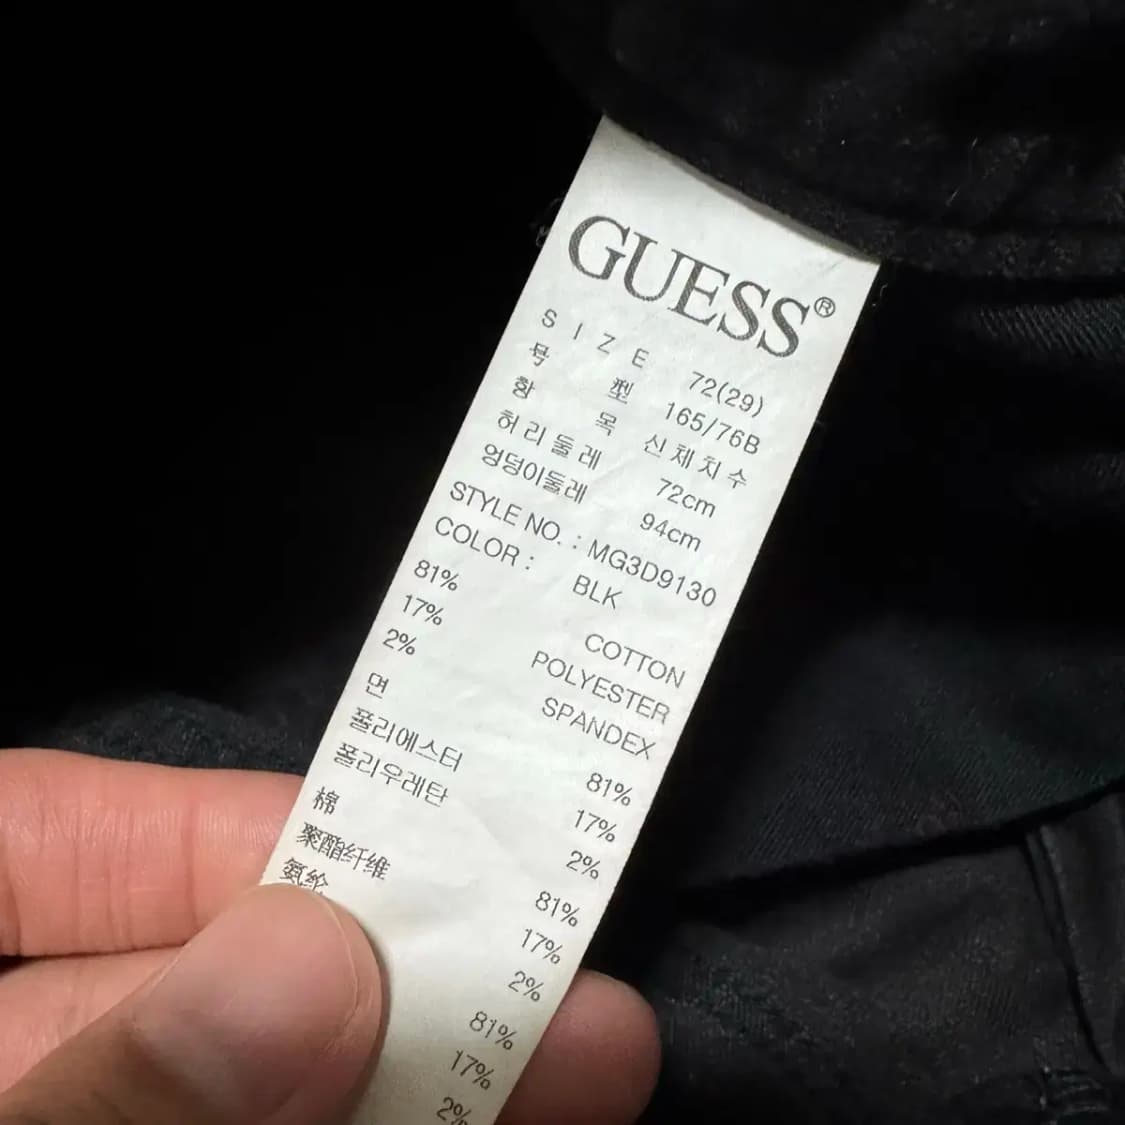 GUESS®
SIZE 72(29)
号型 165/76B
항목 신체치수
허리둘레 72cm
엉덩이둘레 94cm
STYLE NO. : MG3D9130
COLOR : BLK
81% COTTON
17% POLYESTER
2% SPANDEX
면 81%
폴리에스터 17%
폴리우레탄 2%
棉 81%
聚酯纤维 17%
氨纶 2%
81%
17%
2%